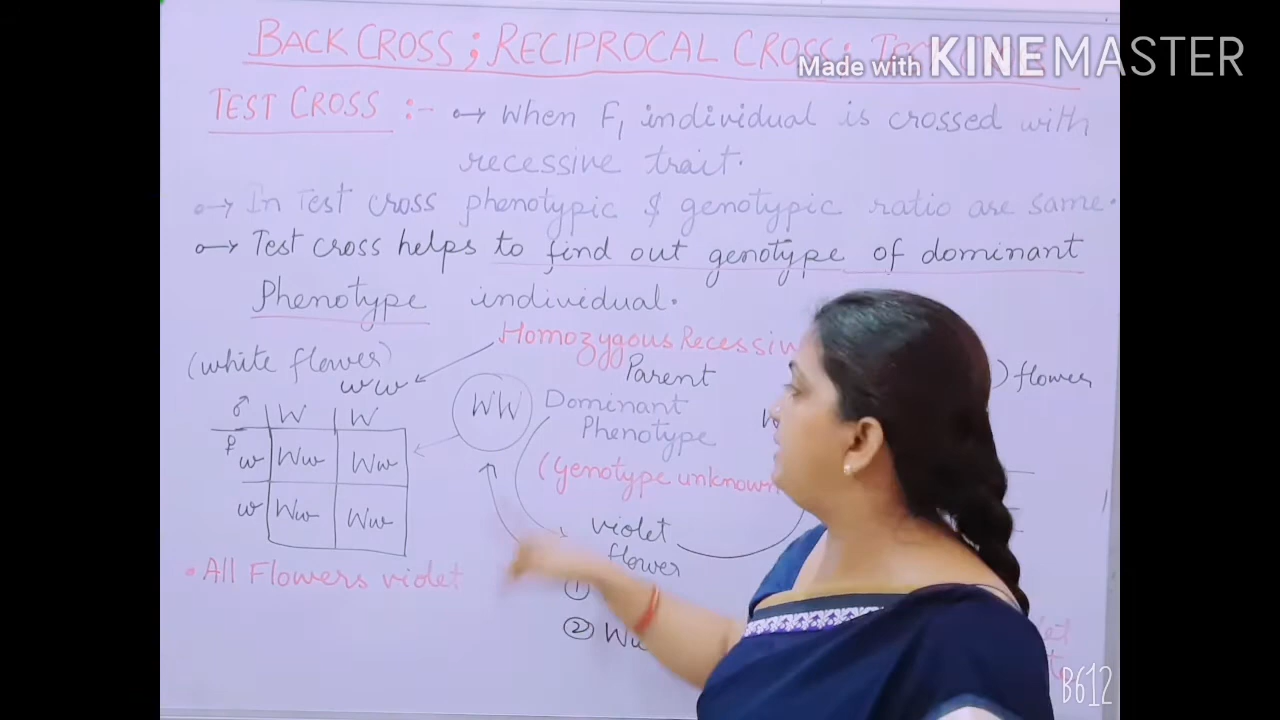 BACK CROSS ; RECIPROCAL CROSS ;
Made with KINEMASTER
TEST CROSS :- → When F1 individual is crossed with
recessive trait.
→ In Test cross phenotypic & genotypic ratio are same.
→ Test cross helps to find out genotype of dominant
Phenotype individual.
Homozygous Recessiv
(white flower)
ww
Parent
) flower
♂ W W
WW
Dominant
Phenotype
W
♀ w Ww Ww
(Genotype unknown
w Ww Ww
violet
flower
• All Flowers violet
①
② Ww
B612